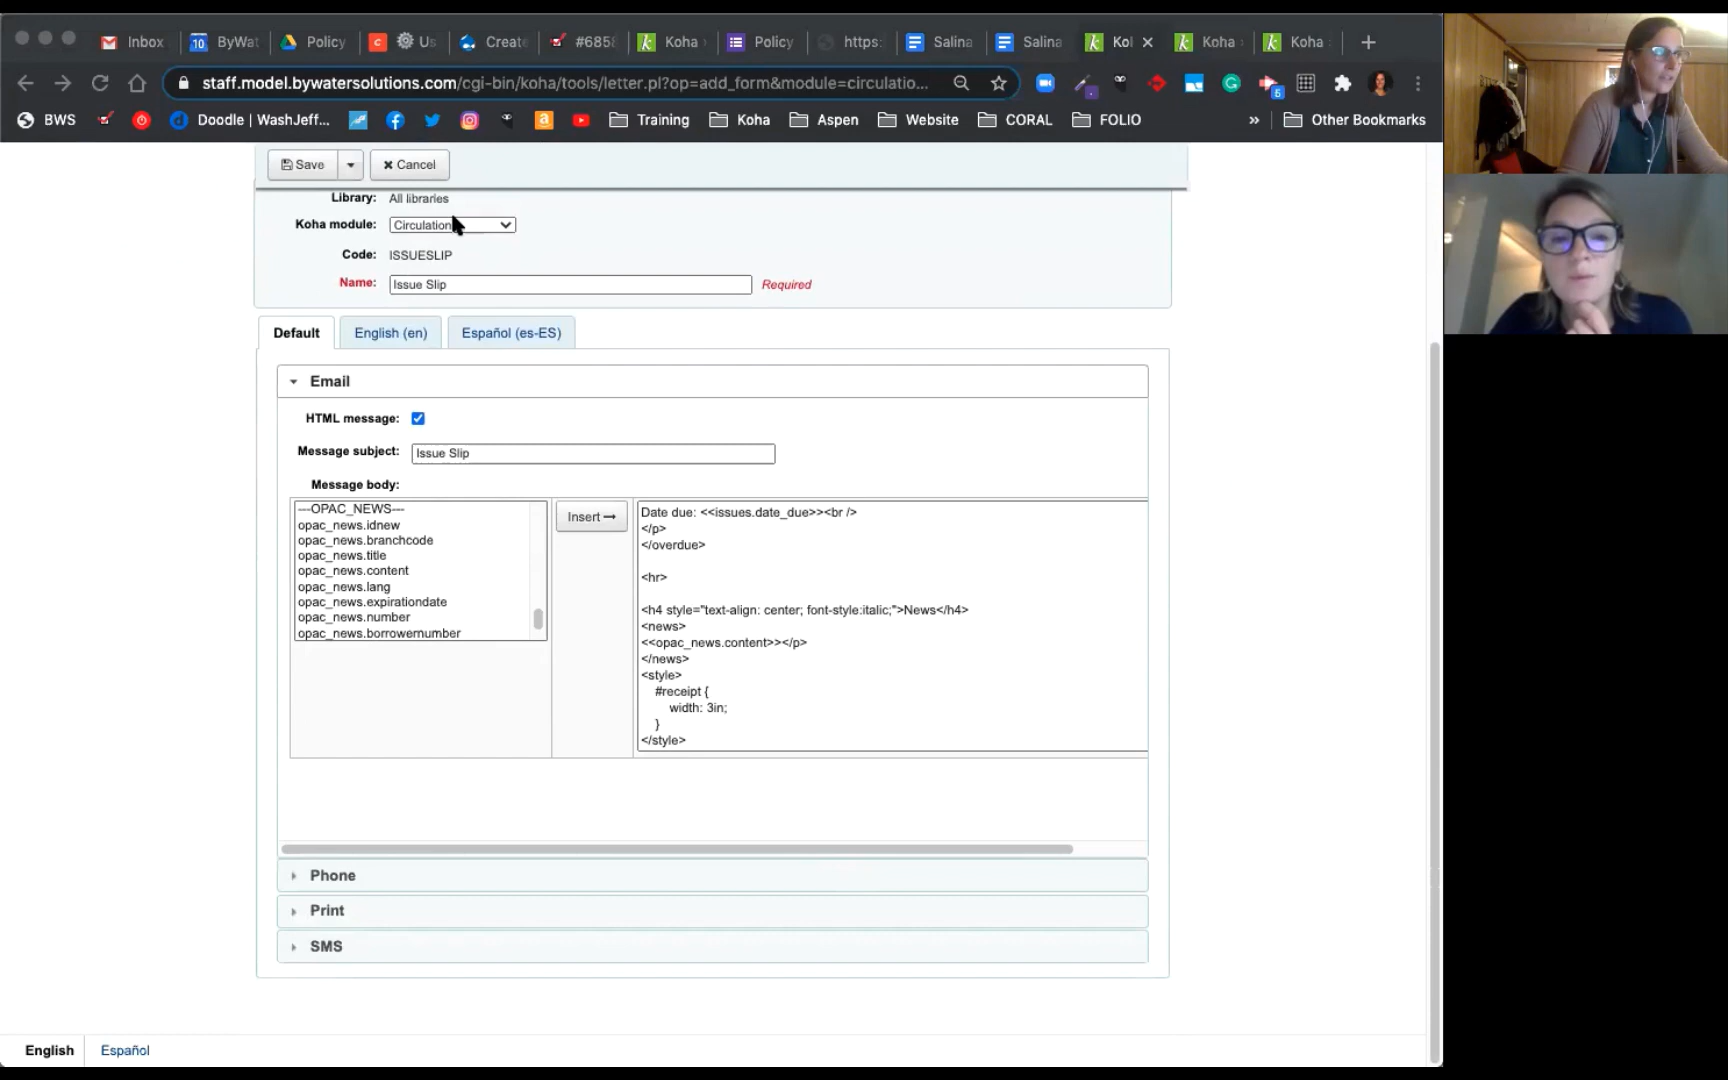 Inbox
10 ByWat
Policy
Us
Create
#685
Koha
Policy
https:
Salina
Salina
Ko
Koha
Koha
staff.model.bywatersolutions.com/cgi-bin/koha/tools/letter.pl?op=add_form&module=circulatio...
5
BWS
Doodle | WashJeff...
Training
Koha
Aspen
Website
CORAL
FOLIO
»
Other Bookmarks
Save
Cancel
Library: All libraries
Koha module: Circulation
Code: ISSUESLIP
Name: Issue Slip Required
Default
English (en)
Español (es-ES)
Email
HTML message:
Message subject: Issue Slip
Message body:
---OPAC_NEWS---
opac_news.idnew
opac_news.branchcode
opac_news.title
opac_news.content
opac_news.lang
opac_news.expirationdate
opac_news.number
opac_news.borrowernumber
Insert
Date due: <<issues.date_due>><br />
</p>
</overdue>
<hr>
<h4 style="text-align: center; font-style:italic;">News</h4>
<news>
<<opac_news.content>></p>
</news>
<style>
#receipt {
width: 3in;
}
</style>
Phone
Print
SMS
English
Español